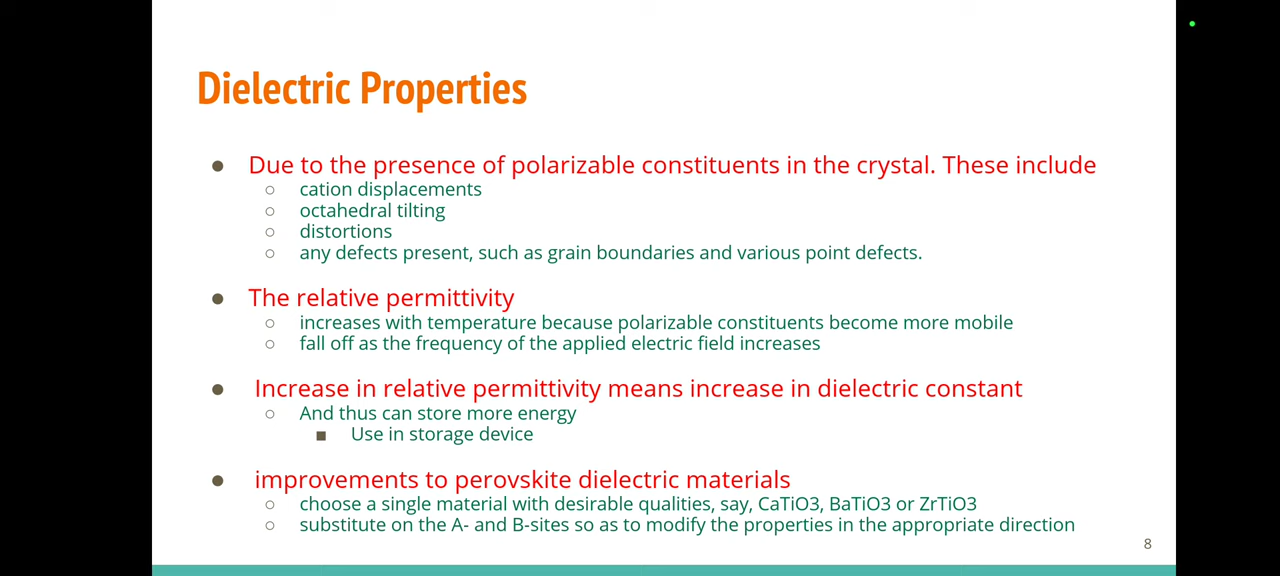 Dielectric Properties
Due to the presence of polarizable constituents in the crystal. These include
cation displacements
octahedral tilting
distortions
any defects present, such as grain boundaries and various point defects.
The relative permittivity
increases with temperature because polarizable constituents become more mobile
fall off as the frequency of the applied electric field increases
Increase in relative permittivity means increase in dielectric constant
And thus can store more energy
Use in storage device
improvements to perovskite dielectric materials
choose a single material with desirable qualities, say, CaTiO3, BaTiO3 or ZrTiO3
substitute on the A- and B-sites so as to modify the properties in the appropriate direction
8